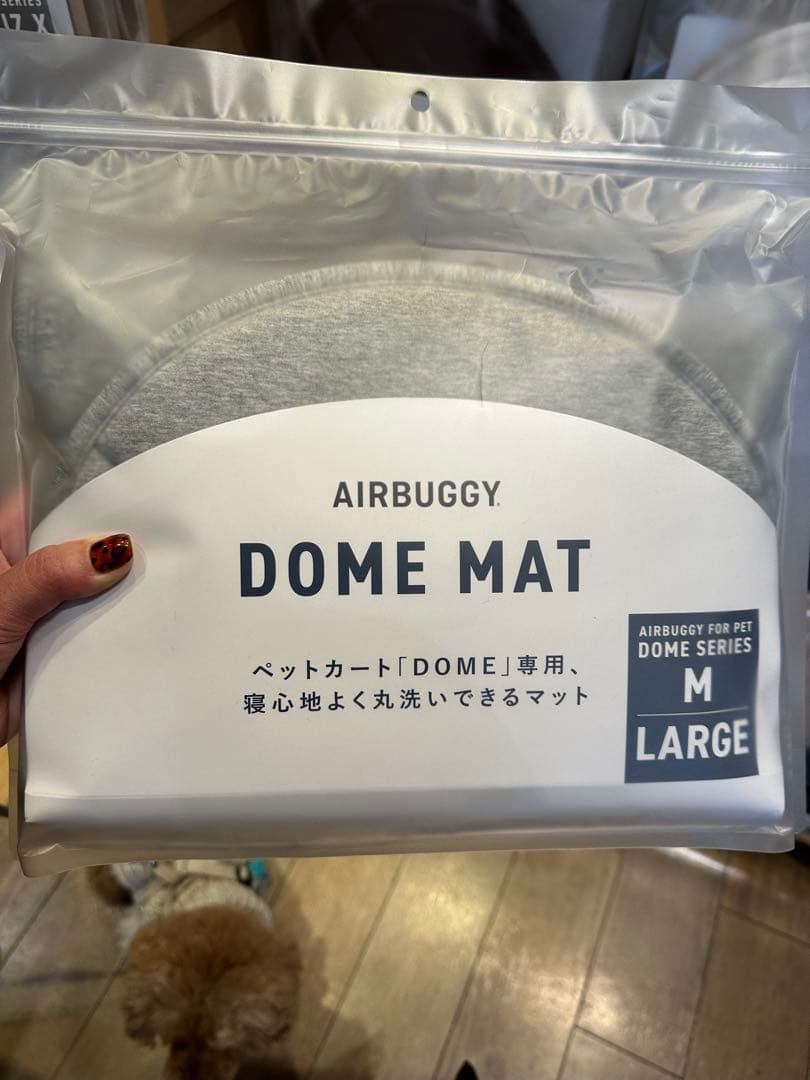 SERIES
AIRBUGGY
DOME MAT
ペットカート「DOME」専用、
寝心地よく丸洗いできるマット
AIRBUGGY FOR PET
DOME SERIES
M
LARGE